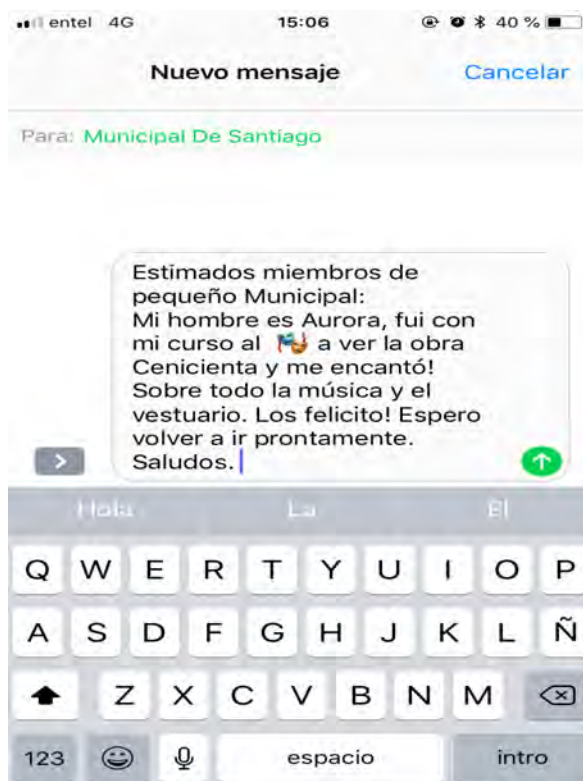 entel 4G 15:06 40 %
Nuevo mensaje Cancelar
Para: Municipal De Santiago
Estimados miembros de
pequeño Municipal:
Mi hombre es Aurora, fui con
mi curso al a ver la obra
Cenicienta y me encantó!
Sobre todo la música y el
vestuario. Los felicito! Espero
volver a ir prontamente.
Saludos.
Hola La El
Q W E R T Y U I O P
A S D F G H J K L Ñ
Z X C V B N M
123 espacio intro